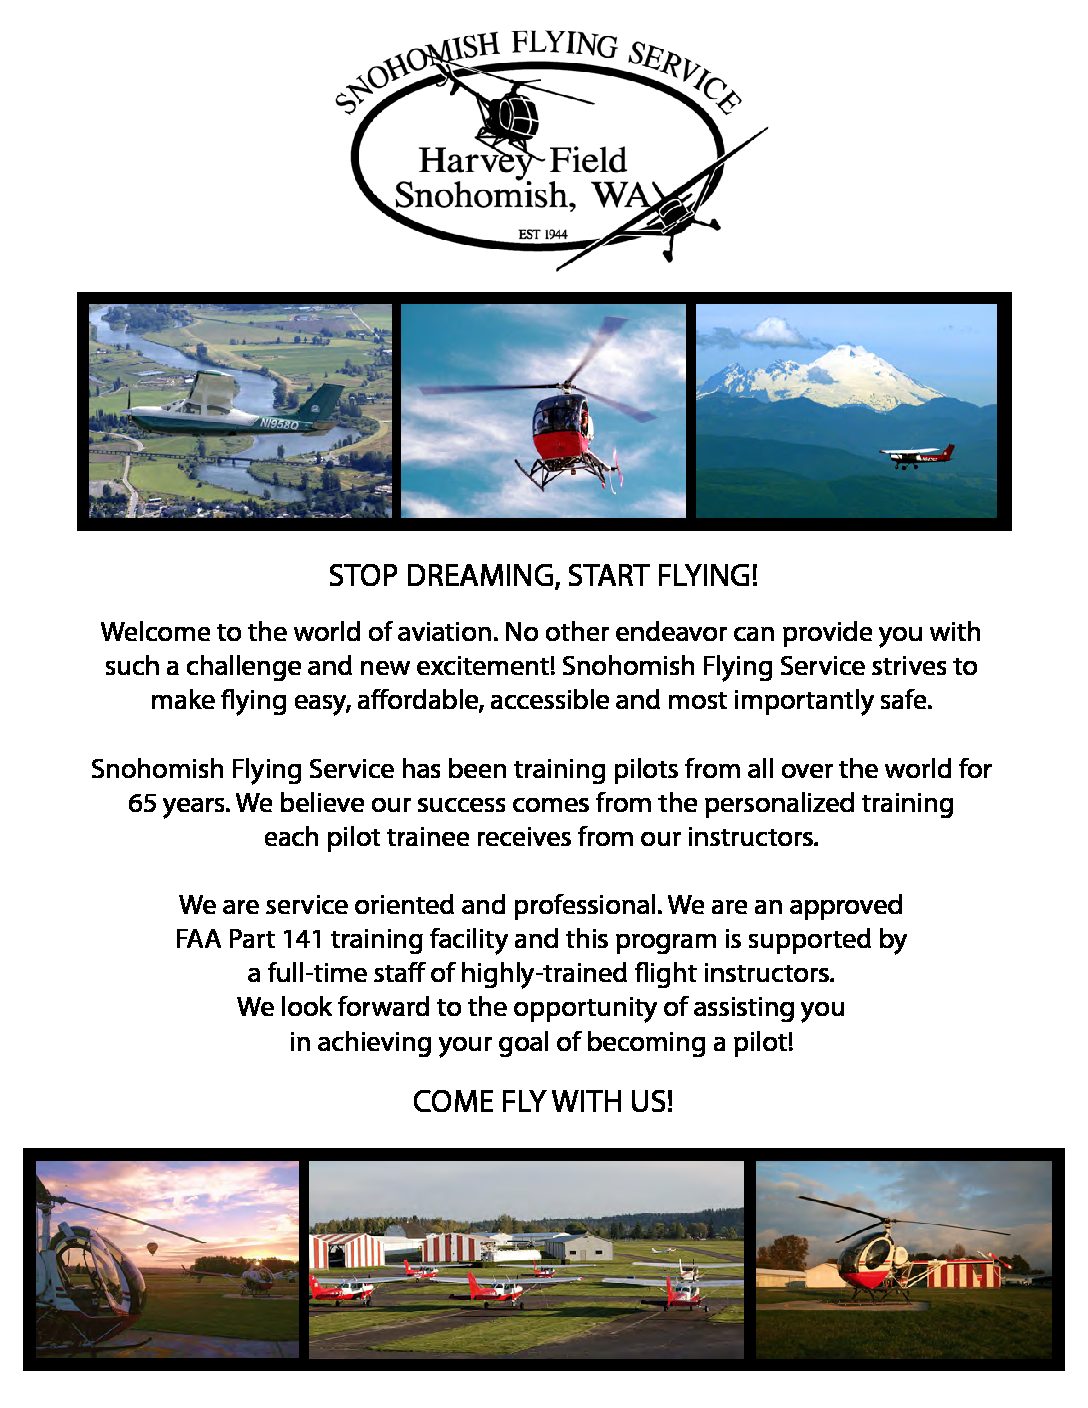 SNOHOMISH FLYING SERVICE
Harvey Field
Snohomish, WA
EST 1944
N19580
STOP DREAMING, START FLYING!
Welcome to the world of aviation. No other endeavor can provide you with
such a challenge and new excitement! Snohomish Flying Service strives to
make flying easy, affordable, accessible and most importantly safe.
Snohomish Flying Service has been training pilots from all over the world for
65 years. We believe our success comes from the personalized training
each pilot trainee receives from our instructors.
We are service oriented and professional. We are an approved
FAA Part 141 training facility and this program is supported by
a full-time staff of highly-trained flight instructors.
We look forward to the opportunity of assisting you
in achieving your goal of becoming a pilot!
COME FLY WITH US!